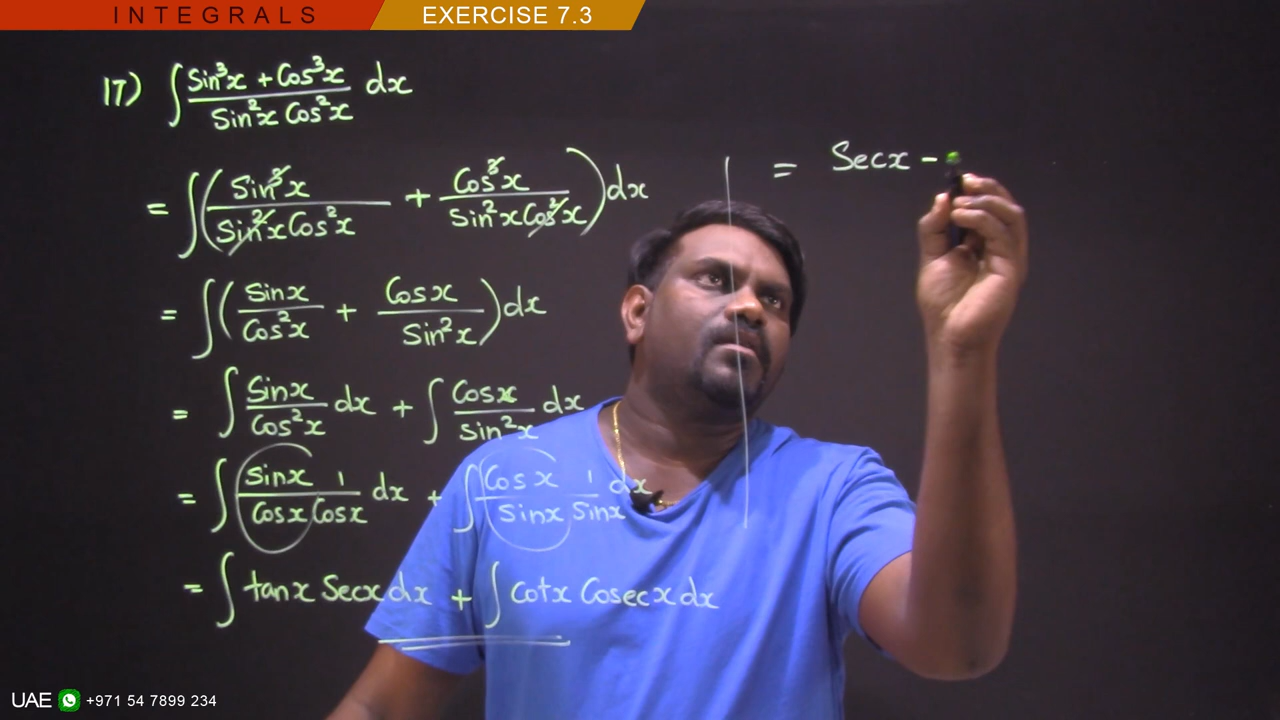 INTEGRALS EXERCISE 7.3
17) ∫ (Sin³x + Cos³x)/(Sin²x Cos²x) dx
= ∫ ( Sin³x/(Sin²x Cos²x) + Cos³x/(Sin²x Cos²x) ) dx
= ∫ ( Sinx/Cos²x + Cosx/Sin²x ) dx
= ∫ Sinx/Cos²x dx + ∫ Cosx/Sin²x dx
= ∫ Sinx/Cosx 1/Cosx dx + ∫ Cosx/Sinx 1/Sinx dx
= ∫ tanx Secx dx + ∫ Cotx Cosecx dx
= Secx -
UAE +971 54 7899 234